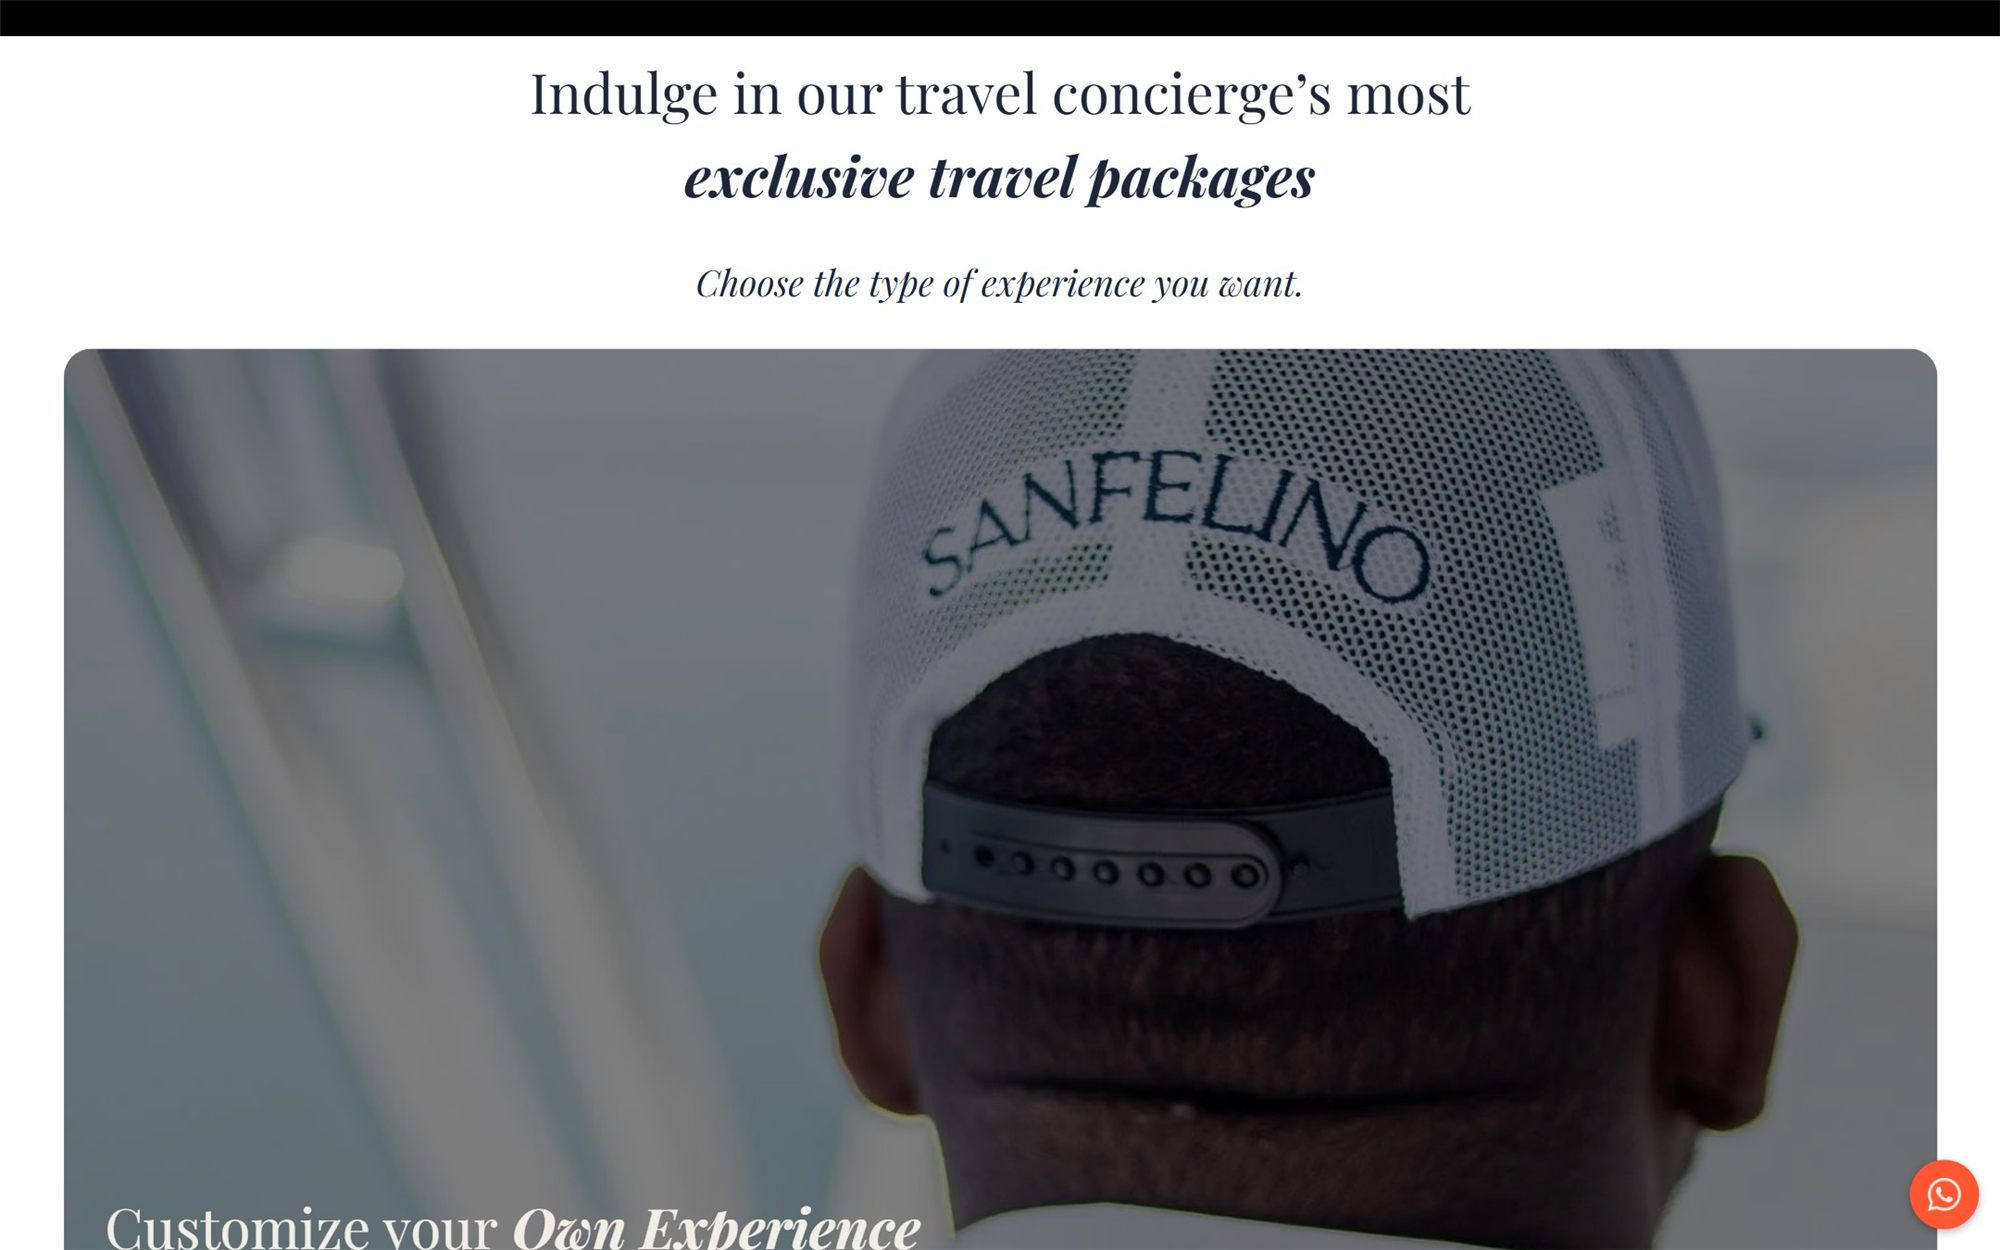 Indulge in our travel concierge’s most
exclusive travel packages
Choose the type of experience you want.
SANFELINO
Customize your Own Experience